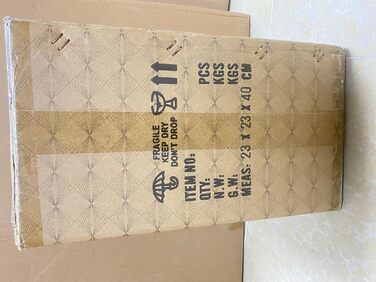 FRAGILE
KEEP DRY
DON'T DROP
ITEM NO:
QTY: PCS
N.W: KGS
G.W: KGS
MEAS: 23 X 23 X 40 CM